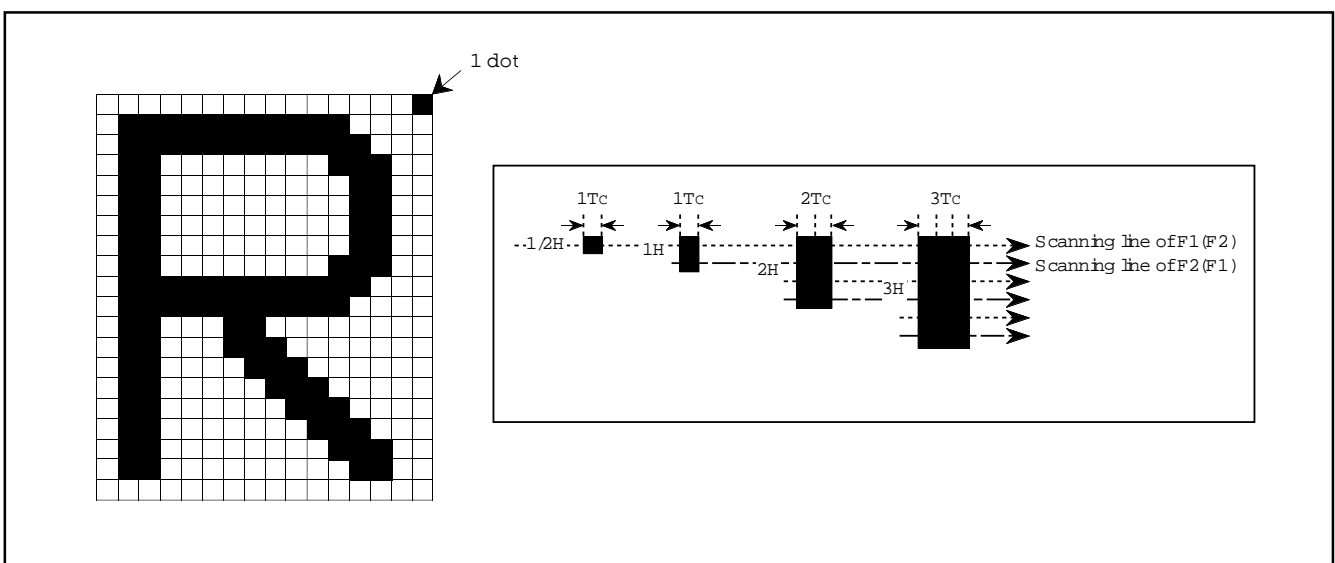 1 dot
1Tc 1Tc 2Tc 3Tc
1/2H
1H
2H
3H
Scanning line of F1(F2)
Scanning line of F2(F1)